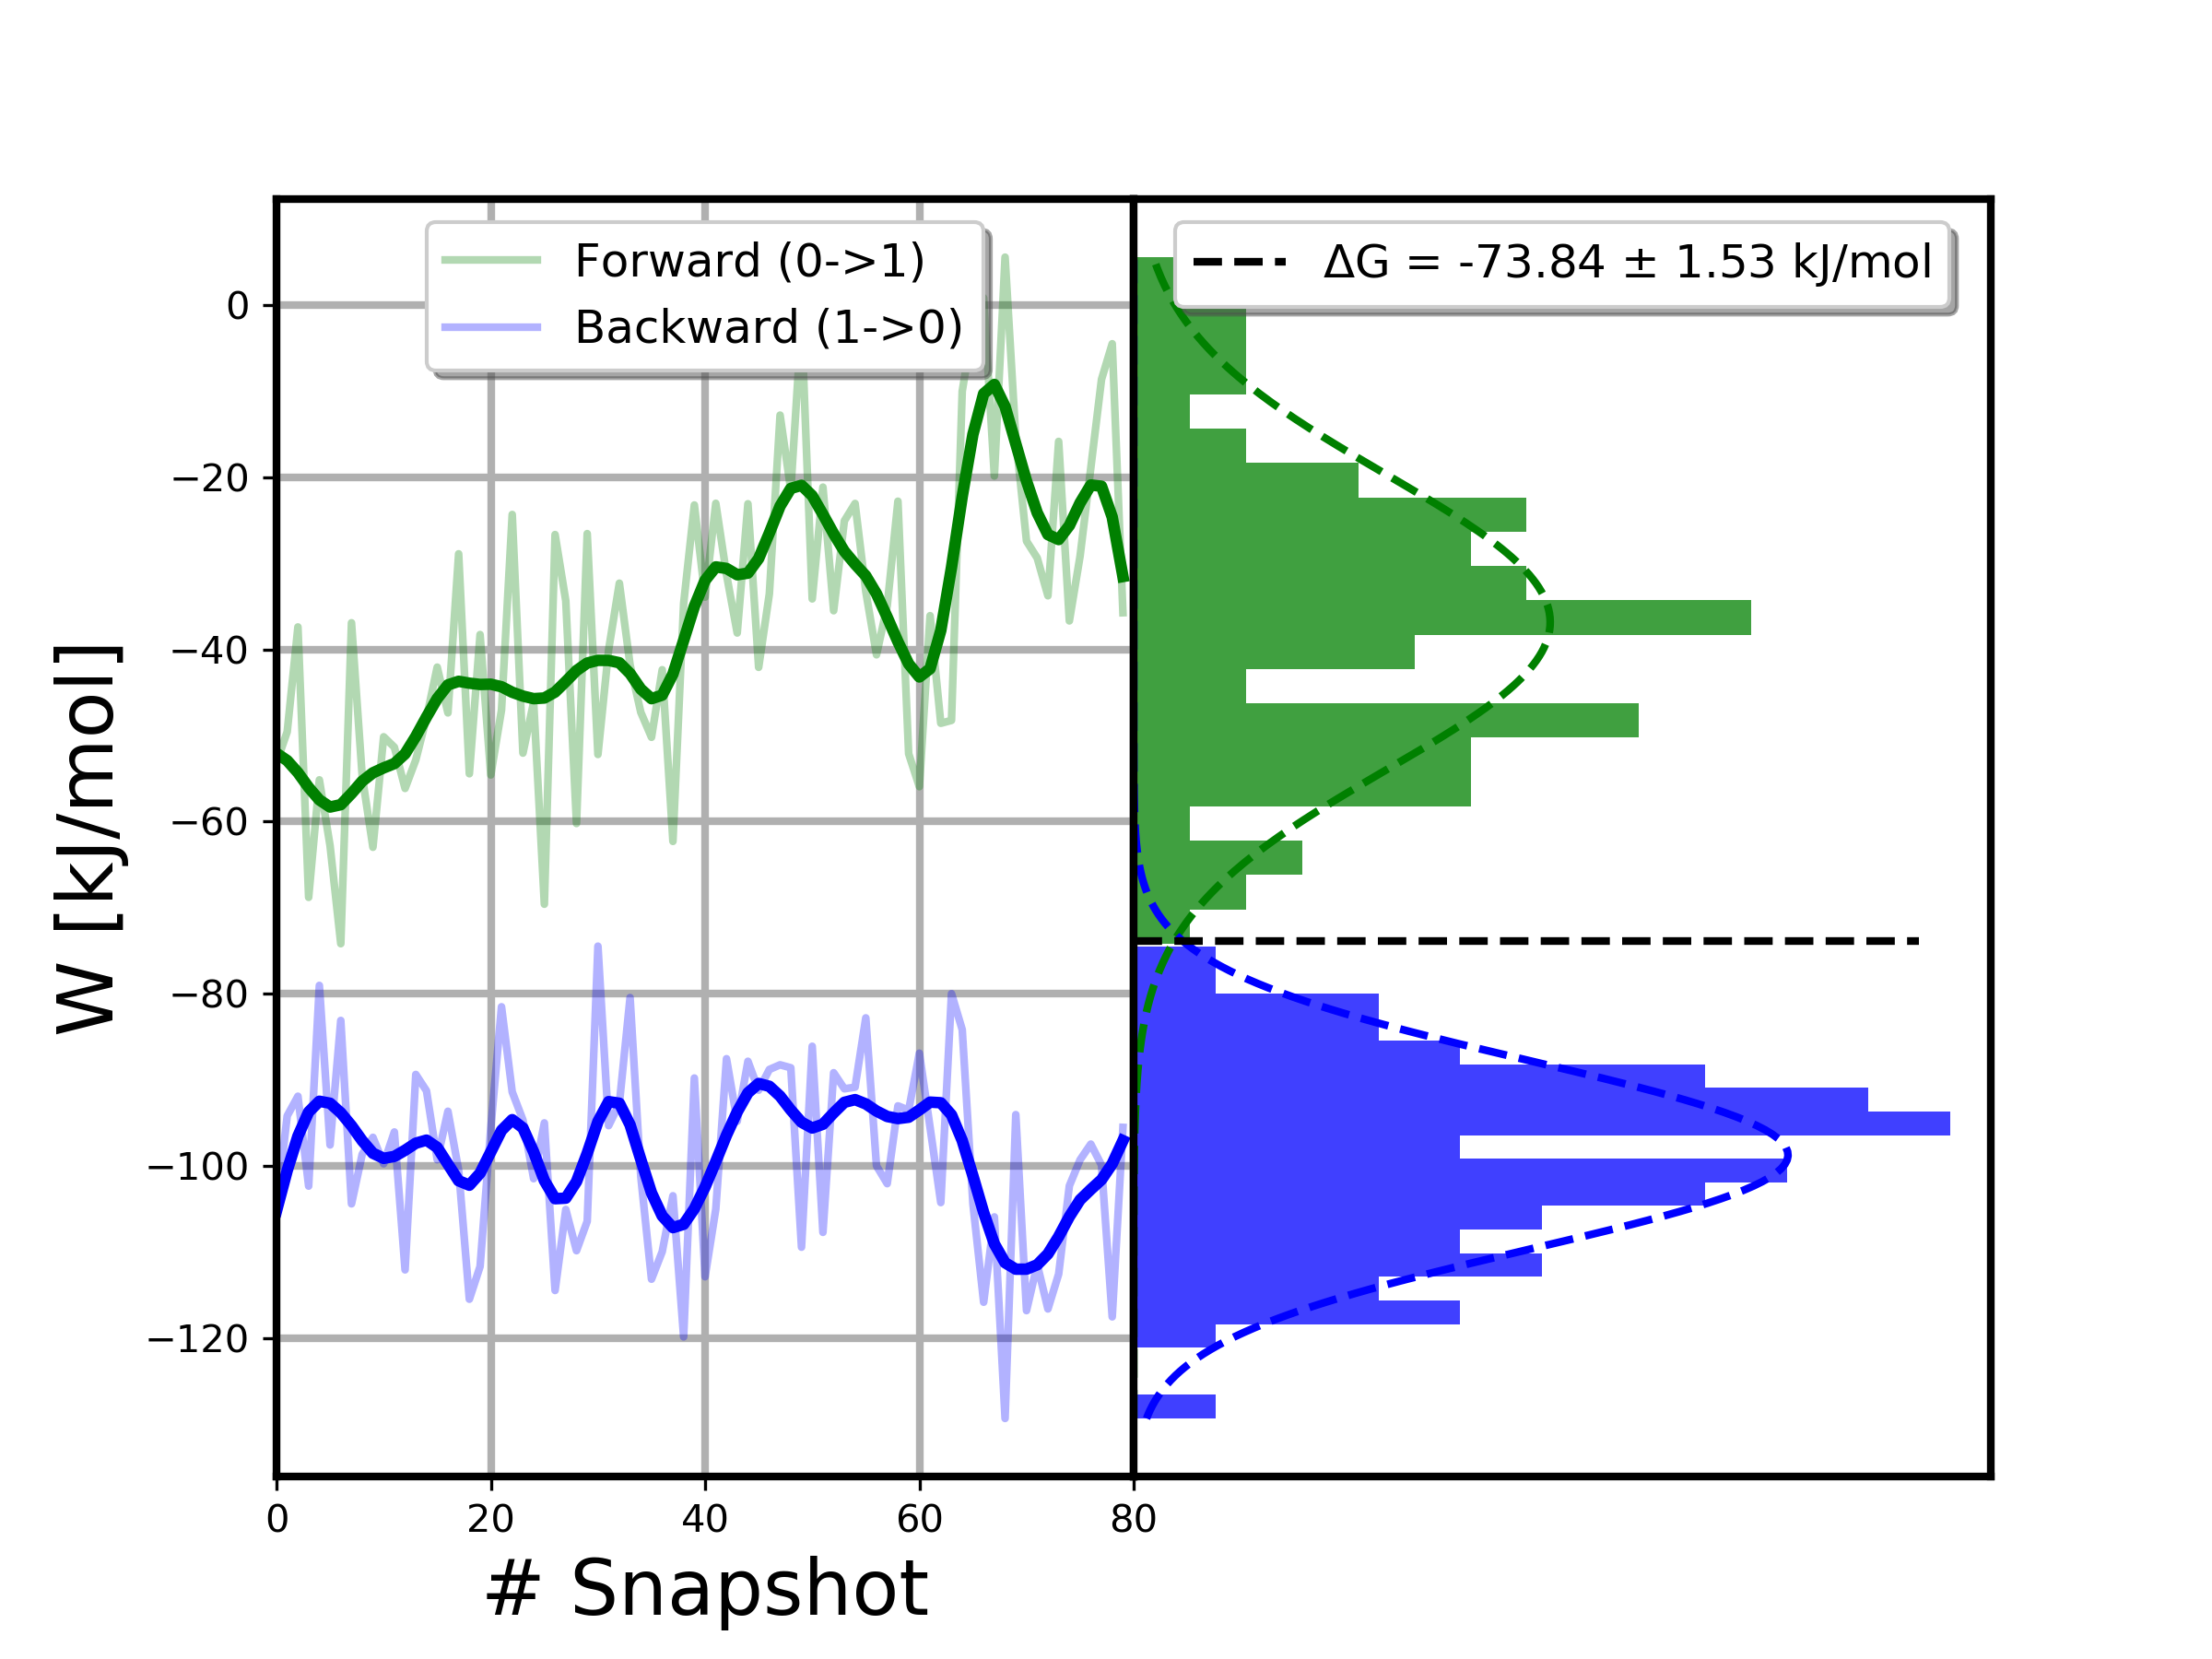 Forward (0->1)
Backward (1->0)
ΔG = -73.84 ± 1.53 kJ/mol
W [kJ/mol]
0
−20
−40
−60
−80
−100
−120
0 20 40 60 80
# Snapshot